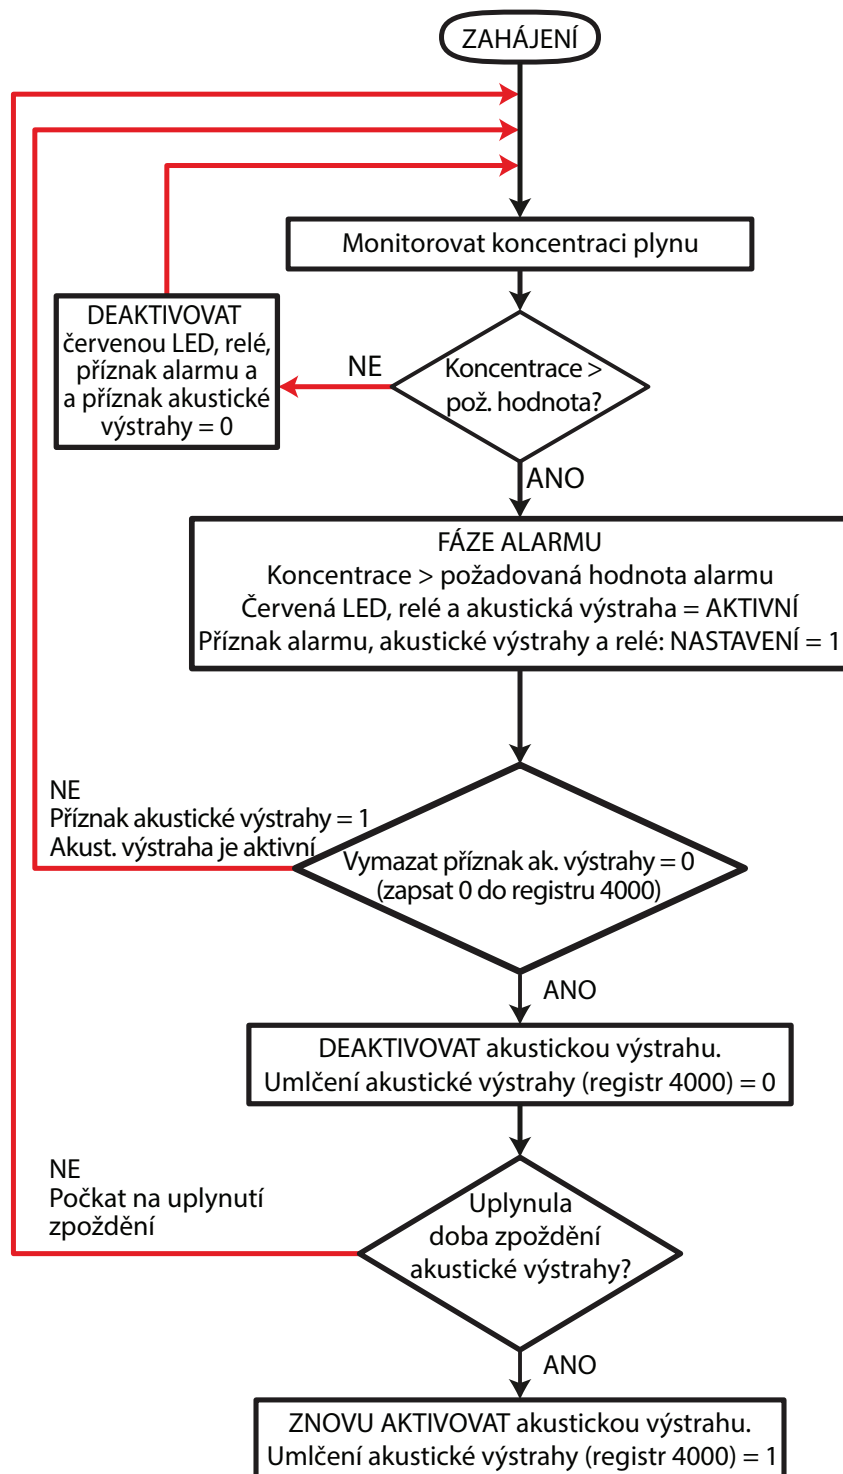 ZAHÁJENÍ
Monitorovat koncentraci plynu
DEAKTIVOVAT
červenou LED, relé,
příznak alarmu a
a příznak akustické
výstrahy = 0
NE
Koncentrace >
pož. hodnota?
ANO
FÁZE ALARMU
Koncentrace > požadovaná hodnota alarmu
Červená LED, relé a akustická výstraha = AKTIVNÍ
Příznak alarmu, akustické výstrahy a relé: NASTAVENÍ = 1
NE
Příznak akustické výstrahy = 1
Akust. výstraha je aktivní
Vymazat příznak ak. výstrahy = 0
(zapsat 0 do registru 4000)
ANO
DEAKTIVOVAT akustickou výstrahu.
Umlčení akustické výstrahy (registr 4000) = 0
NE
Počkat na uplynutí
zpoždění
Uplynula
doba zpoždění
akustické výstrahy?
ANO
ZNOVU AKTIVOVAT akustickou výstrahu.
Umlčení akustické výstrahy (registr 4000) = 1